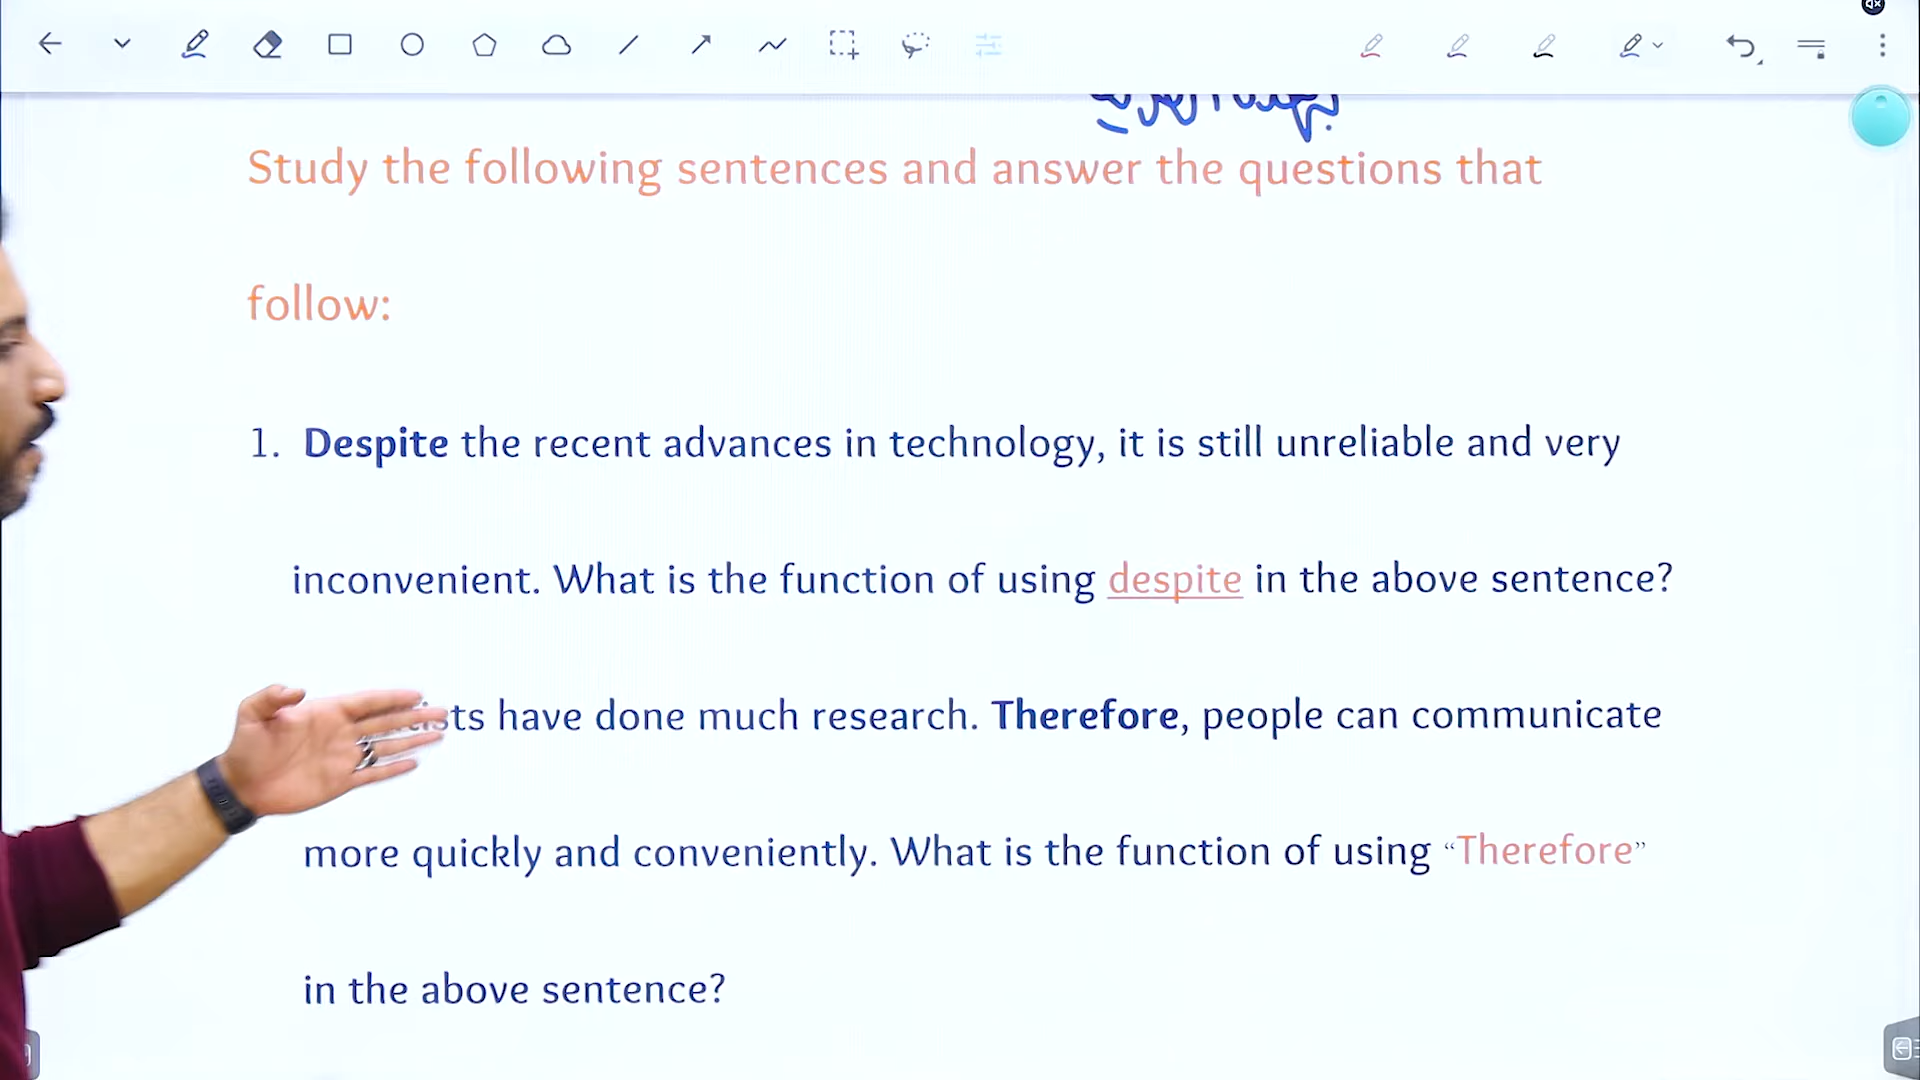 Study the following sentences and answer the questions that
follow:
1. Despite the recent advances in technology, it is still unreliable and very
inconvenient. What is the function of using despite in the above sentence?
have done much research. Therefore, people can communicate
more quickly and conveniently. What is the function of using “Therefore”
in the above sentence?